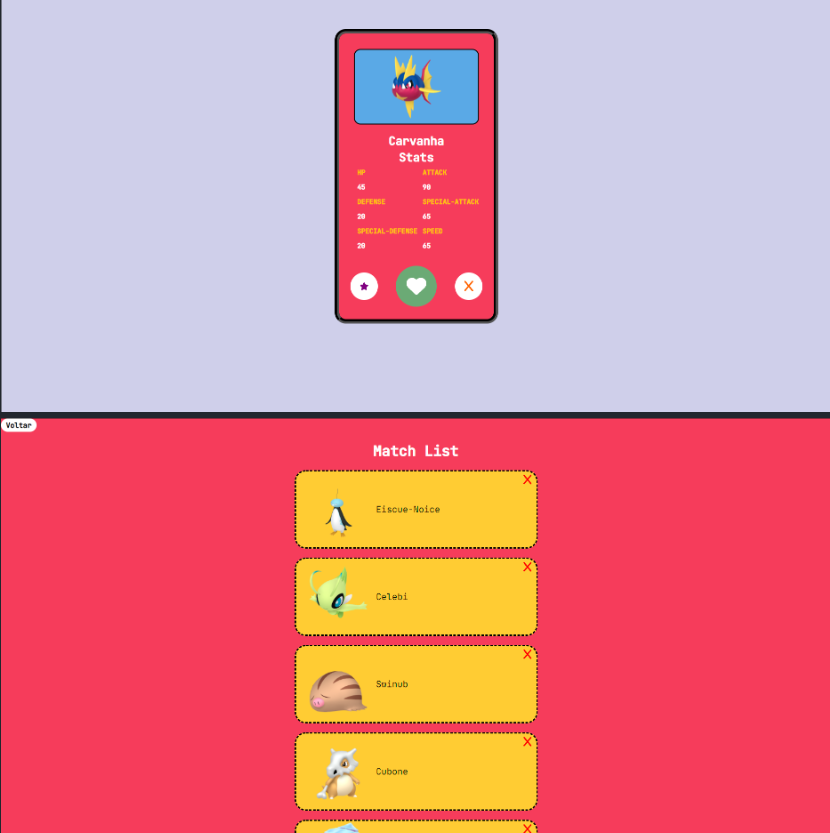 Carvanha
Stats
HP ATTACK
45 90
DEFENSE SPECIAL-ATTACK
20 65
SPECIAL-DEFENSE SPEED
20 65
X
Voltar
Match List
X
Eiscue-Noice
X
Celebi
X
Swinub
X
Cubone
X